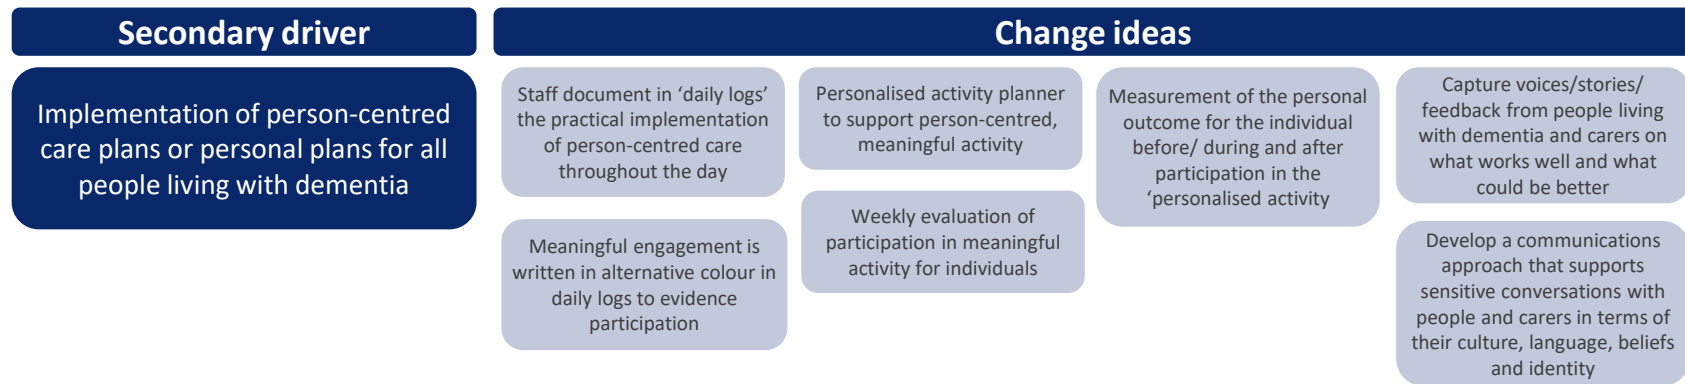 Secondary driver
Change ideas
Implementation of person-centred
care plans or personal plans for all
people living with dementia
Staff document in ‘daily logs’
the practical implementation
of person-centred care
throughout the day
Meaningful engagement is
written in alternative colour in
daily logs to evidence
participation
Personalised activity planner
to support person-centred,
meaningful activity
Weekly evaluation of
participation in meaningful
activity for individuals
Measurement of the personal
outcome for the individual
before/ during and after
participation in the
‘personalised activity
Capture voices/stories/
feedback from people living
with dementia and carers on
what works well and what
could be better
Develop a communications
approach that supports
sensitive conversations with
people and carers in terms of
their culture, language, beliefs
and identity